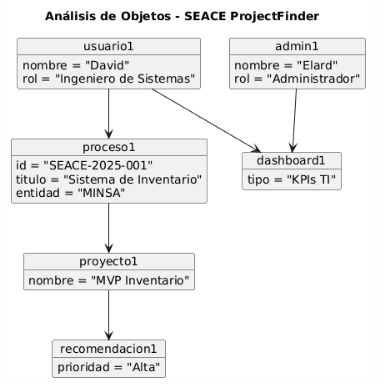 Análisis de Objetos - SEACE ProjectFinder
usuario1
nombre = "David"
rol = "Ingeniero de Sistemas"
admin1
nombre = "Elard"
rol = "Administrador"
proceso1
id = "SEACE-2025-001"
titulo = "Sistema de Inventario"
entidad = "MINSA"
dashboard1
tipo = "KPIs TI"
proyecto1
nombre = "MVP Inventario"
recomendacion1
prioridad = "Alta"